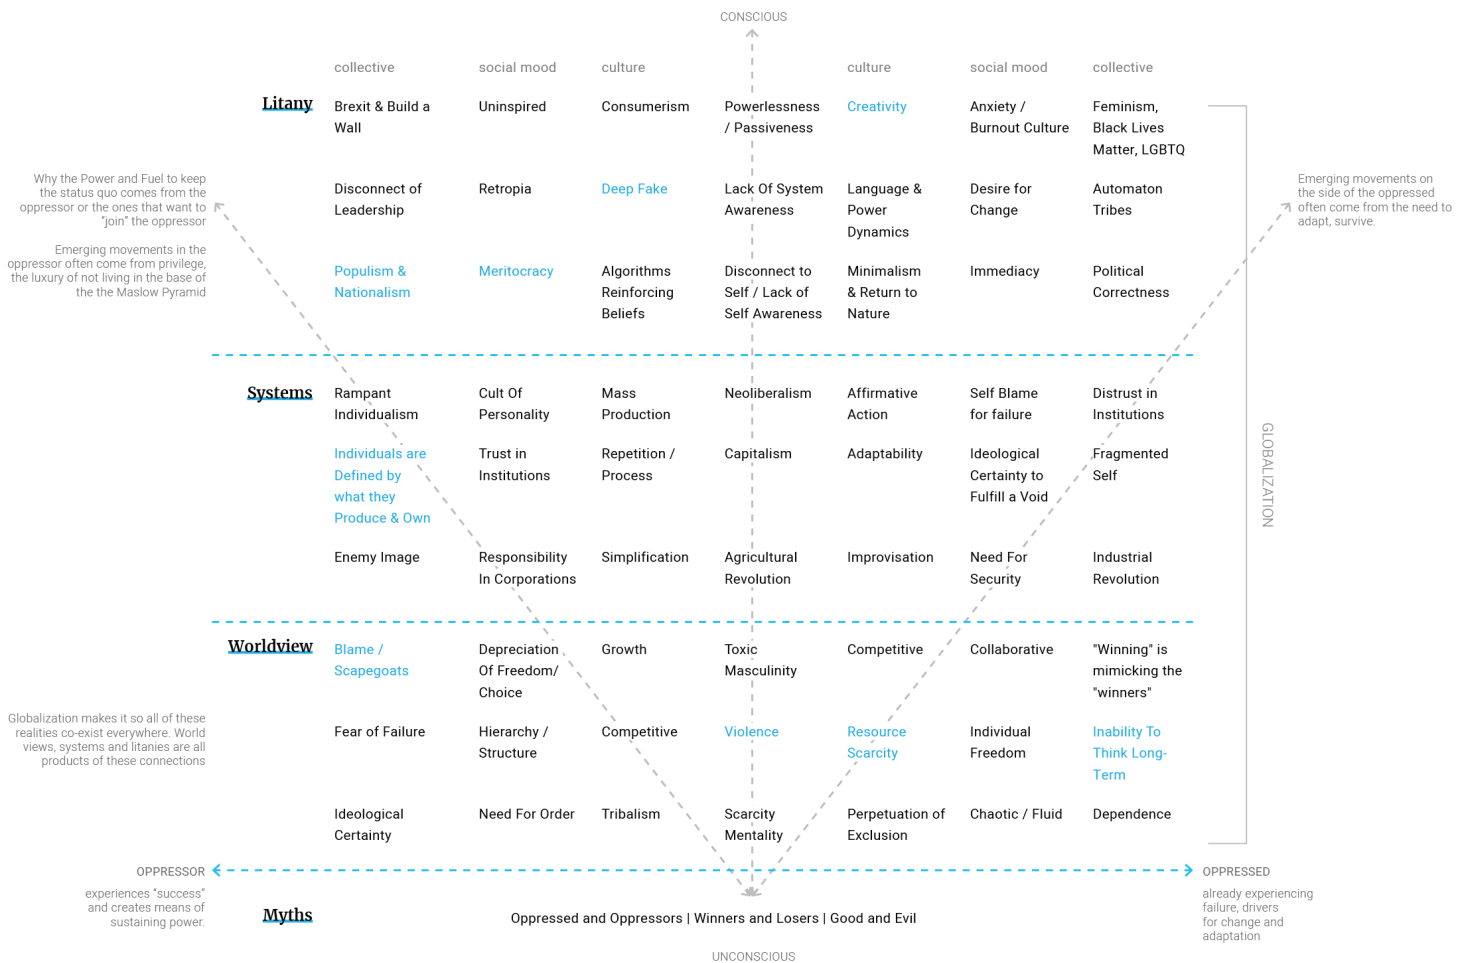 CONSCIOUS
collective
social mood
culture
culture
social mood
collective
Litany
Brexit & Build a
Wall
Uninspired
Consumerism
Powerlessness
/ Passiveness
Creativity
Anxiety /
Burnout Culture
Feminism,
Black Lives
Matter, LGBTQ
Why the Power and Fuel to keep
the status quo comes from the
oppressor or the ones that want to
“join” the oppressor
Emerging movements in the
oppressor often come from privilege,
the luxury of not living in the base of
the the Maslow Pyramid
Disconnect of
Leadership
Retropia
Deep Fake
Lack Of System
Awareness
Language &
Power
Dynamics
Desire for
Change
Automaton
Tribes
Emerging movements on
the side of the oppressed
often come from the need to
adapt, survive.
Populism &
Nationalism
Meritocracy
Algorithms
Reinforcing
Beliefs
Disconnect to
Self / Lack of
Self Awareness
Minimalism
& Return to
Nature
Immediacy
Political
Correctness
Systems
Rampant
Individualism
Cult Of
Personality
Mass
Production
Neoliberalism
Affirmative
Action
Self Blame
for failure
Distrust in
Institutions
Individuals are
Defined by
what they
Produce & Own
Trust in
Institutions
Repetition /
Process
Capitalism
Adaptability
Ideological
Certainty to
Fulfill a Void
Fragmented
Self
GLOBALIZATION
Enemy Image
Responsibility
In Corporations
Simplification
Agricultural
Revolution
Improvisation
Need For
Security
Industrial
Revolution
Worldview
Blame /
Scapegoats
Depreciation
Of Freedom/
Choice
Growth
Toxic
Masculinity
Competitive
Collaborative
"Winning" is
mimicking the
"winners"
Globalization makes it so all of these
realities co-exist everywhere. World
views, systems and litanies are all
products of these connections
Fear of Failure
Hierarchy /
Structure
Competitive
Violence
Resource
Scarcity
Individual
Freedom
Inability To
Think Long-
Term
Ideological
Certainty
Need For Order
Tribalism
Scarcity
Mentality
Perpetuation of
Exclusion
Chaotic / Fluid
Dependence
OPPRESSOR
experiences “success”
and creates means of
sustaining power.
OPPRESSED
already experiencing
failure, drivers
for change and
adaptation
Myths
Oppressed and Oppressors | Winners and Losers | Good and Evil
UNCONSCIOUS